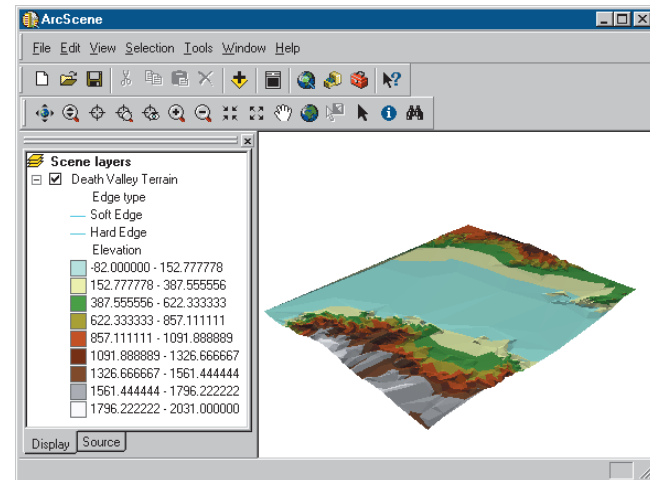 ArcScene
File Edit View Selection Tools Window Help
Scene layers
Death Valley Terrain
Edge type
Soft Edge
Hard Edge
Elevation
-82.000000 - 152.777778
152.777778 - 387.555556
387.555556 - 622.333333
622.333333 - 857.111111
857.111111 - 1091.888889
1091.888889 - 1326.666667
1326.666667 - 1561.444444
1561.444444 - 1796.222222
1796.222222 - 2031.000000
Display Source